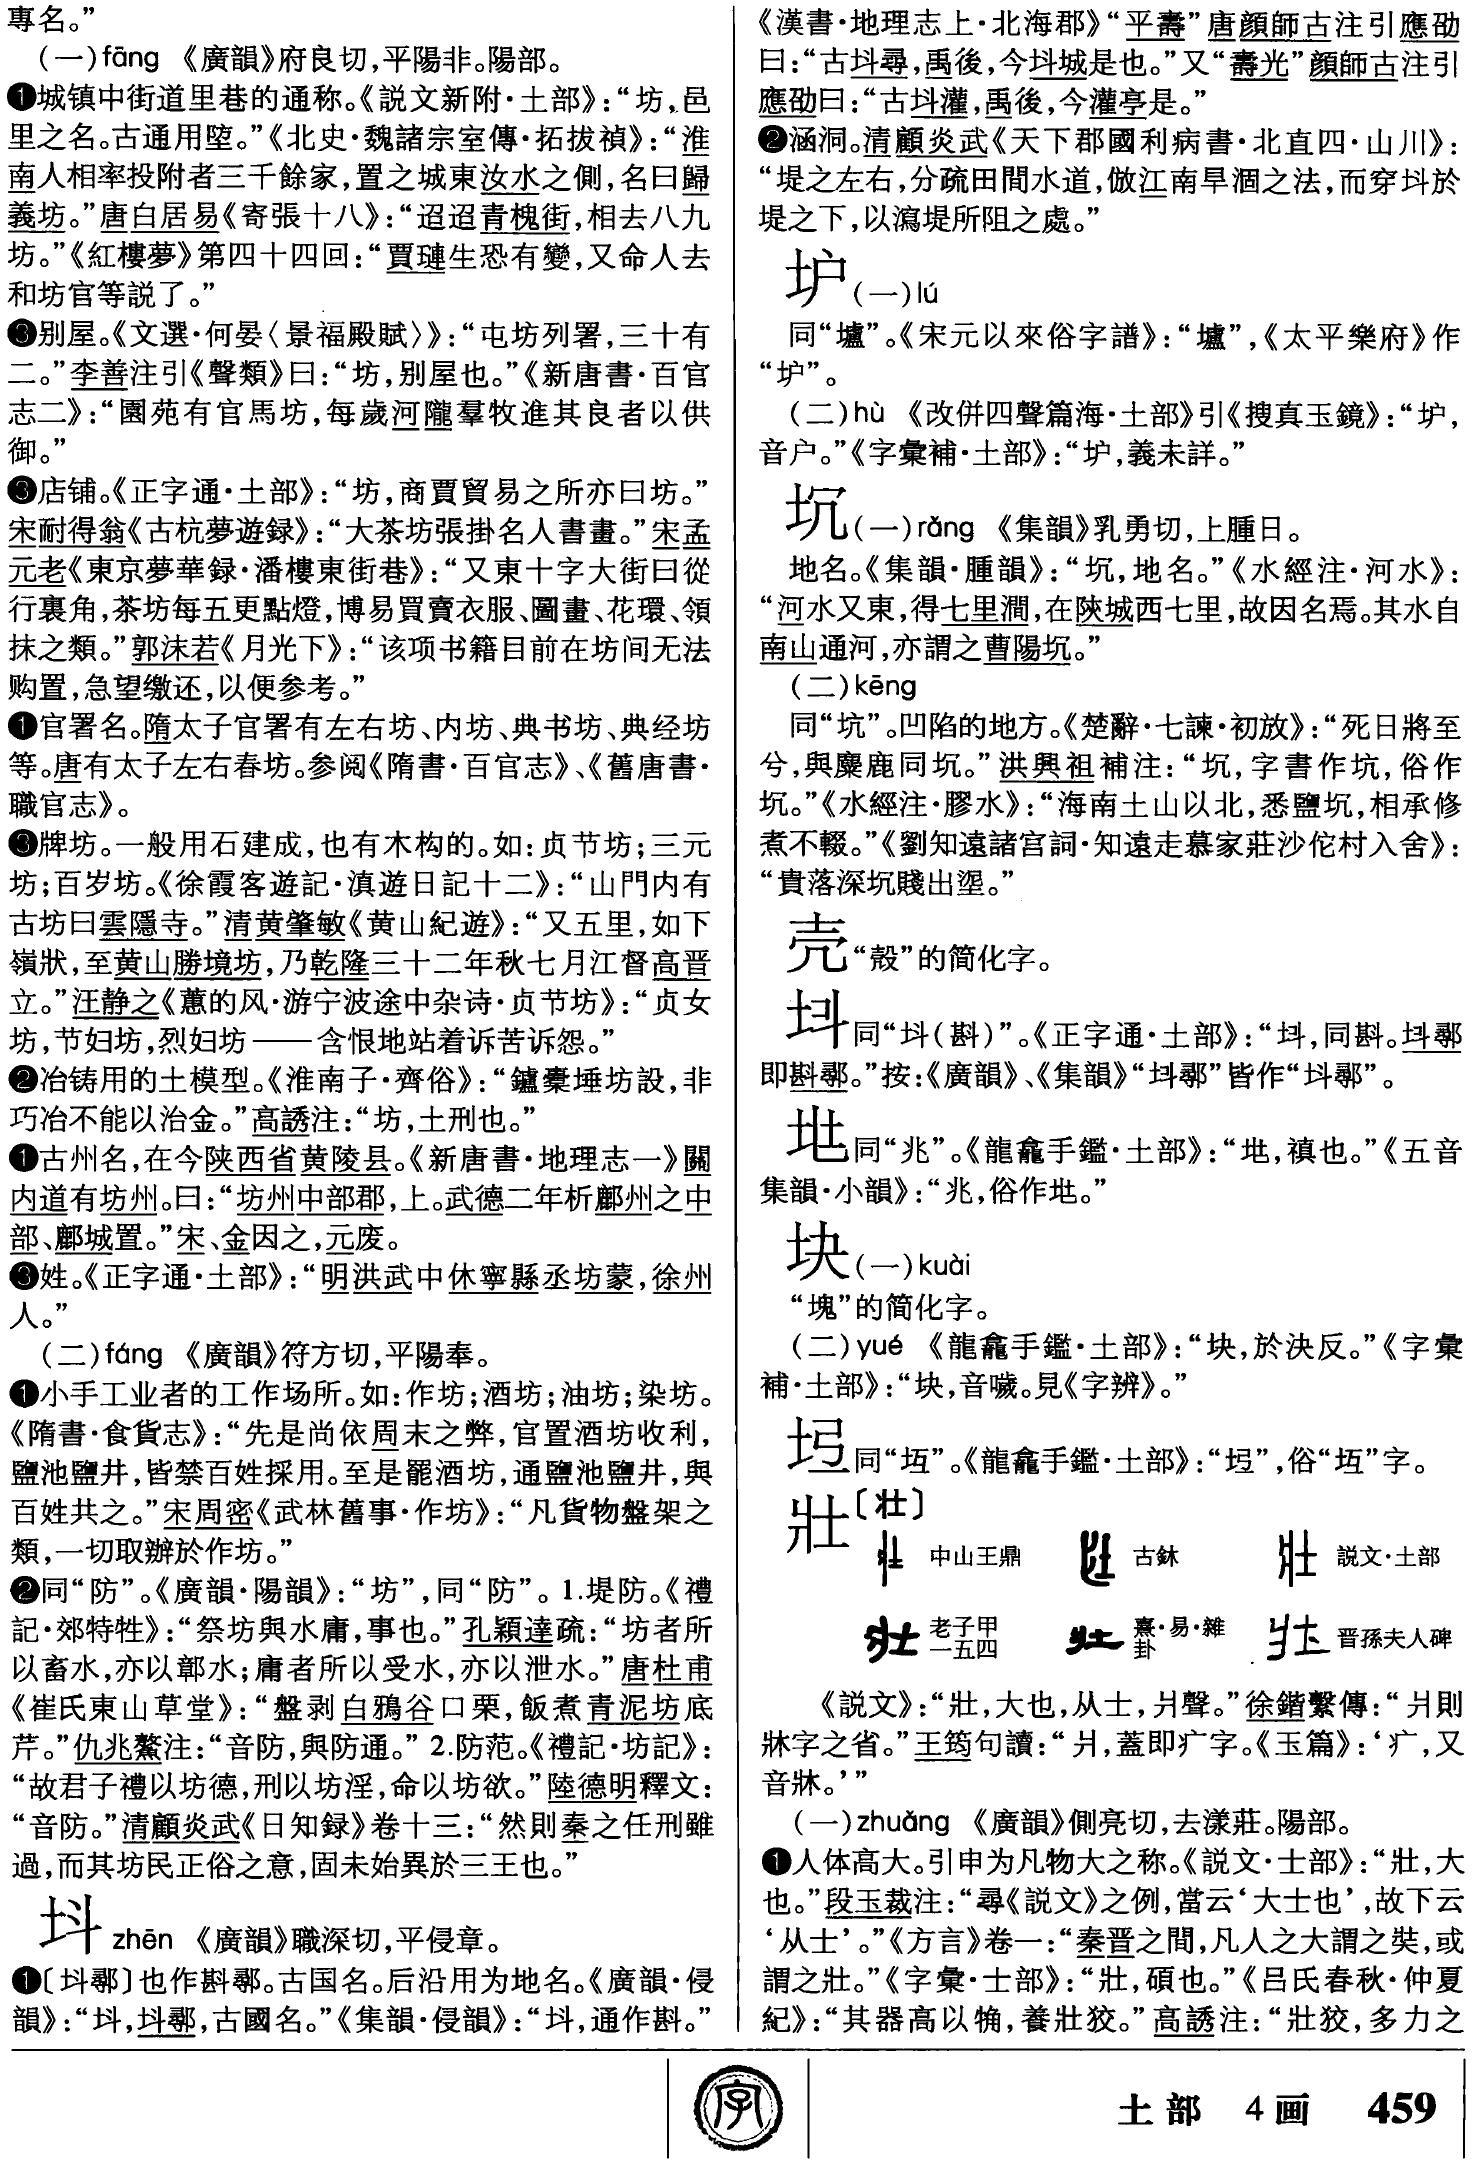 專名。”
(一)fāng 《廣韻》府良切,平陽非。陽部。
❶城镇中街道里巷的通称。《説文新附·土部》:“坊,邑
里之名。古通用堕。”《北史·魏諸宗室傳·拓拔禎》:“淮
南人相率投附者三千餘家,置之城東汝水之側,名曰歸
義坊。”唐白居易《寄張十八》:“迢迢青槐街,相去八九
坊。”《紅樓夢》第四十四回:“賈璉生恐有變,又命人去
和坊官等説了。”
❸别屋。《文選·何晏〈景福殿賦〉》:“屯坊列署,三十有
二。”李善注引《聲類》曰:“坊,别屋也。”《新唐書·百官
志二》:“園苑有官馬坊,每歲河隴羣牧進其良者以供
御。”
❸店铺。《正字通·土部》:“坊,商賈貿易之所亦曰坊。”
宋耐得翁《古杭夢遊録》:“大茶坊張掛名人書畫。”宋孟
元老《東京夢華録·潘樓東街巷》:“又東十字大街曰從
行裹角,茶坊每五更點燈,博易買賣衣服、圖畫、花環、領
抹之類。”郭沫若《月光下》:“该项书籍目前在坊间无法
购置,急望缴还,以便参考。”
❶官署名。隋太子官署有左右坊、内坊、典书坊、典经坊
等。唐有太子左右春坊。参阅《隋書·百官志》、《舊唐書·
職官志》。
❸牌坊。一般用石建成,也有木构的。如:贞节坊;三元
坊;百岁坊。《徐霞客遊記·滇遊日記十二》:“山門内有
古坊曰雲隱寺。”清黄肇敏《黄山紀遊》:“又五里,如下
嶺狀,至黄山勝境坊,乃乾隆三十二年秋七月江督高晋
立。”汪静之《蕙的风·游宁波途中杂诗·贞节坊》:“贞女
坊,节妇坊,烈妇坊——含恨地站着诉苦诉怨。”
❷冶铸用的土模型。《淮南子·齊俗》:“鑪橐埵坊設,非
巧冶不能以治金。”高誘注:“坊,土刑也。”
❶古州名,在今陕西省黄陵县。《新唐書·地理志一》關
内道有坊州。曰:“坊州中部郡,上。武德二年析鄜州之中
部、鄜城置。”宋、金因之,元废。
❸姓。《正字通·土部》:“明洪武中休寧縣丞坊蒙,徐州
人。”
(二)fáng 《廣韻》符方切,平陽奉。
❶小手工业者的工作场所。如:作坊;酒坊;油坊;染坊。
《隋書·食貨志》:“先是尚依周末之弊,官置酒坊收利,
鹽池鹽井,皆禁百姓採用。至是罷酒坊,通鹽池鹽井,與
百姓共之。”宋周密《武林舊事·作坊》:“凡貨物盤架之
類,一切取辦於作坊。”
❷同“防”。《廣韻·陽韻》:“坊”,同“防”。1.堤防。《禮
記·郊特牲》:“祭坊與水庸,事也。”孔穎達疏:“坊者所
以畜水,亦以鄣水;庸者所以受水,亦以泄水。”唐杜甫
《崔氏東山草堂》:“盤剥白鴉谷口栗,飯煮青泥坊底
芹。”仇兆鰲注:“音防,與防通。”2.防范。《禮記·坊記》:
“故君子禮以坊德,刑以坊淫,命以坊欲。”陸德明釋文:
“音防。”清顧炎武《日知録》卷十三:“然則秦之任刑雖
過,而其坊民正俗之意,固未始異於三王也。”
㘰 zhēn 《廣韻》職深切,平侵章。
❶〔㘰鄩〕也作斟鄩。古国名。后沿用为地名。《廣韻·侵
韻》:“㘰,㘰鄩,古國名。”《集韻·侵韻》:“㘰,通作斟。”
《漢書·地理志上·北海郡》“平壽”唐顔師古注引應劭
曰:“古㘰尋,禹後,今㘰城是也。”又“壽光”顔師古注引
應劭曰:“古㘰灌,禹後,今灌亭是。”
❷涵洞。清顧炎武《天下郡國利病書·北直四·山川》:
“堤之左右,分疏田間水道,倣江南旱涸之法,而穿㘰於
堤之下,以瀉堤所阻之處。”
垆(一)lú
同“壚”。《宋元以來俗字譜》:“壚”,《太平樂府》作
“㘯”。
(二)hù 《改併四聲篇海·土部》引《搜真玉鏡》:“㘯,
音户。”《字彙補·土部》:“㘯,義未詳。”
坈(一)rǎng 《集韻》乳勇切,上腫日。
地名。《集韻·腫韻》:“坈,地名。”《水經注·河水》:
“河水又東,得七里澗,在陝城西七里,故因名焉。其水自
南山通河,亦謂之曹陽坈。”
(二)kēng
同“坑”。凹陷的地方。《楚辭·七諫·初放》:“死日將至
兮,與麋鹿同坈。”洪興祖補注:“坈,字書作坑,俗作
坈。”《水經注·膠水》:“海南土山以北,悉鹽坈,相承修
煮不輟。”《劉知遠諸宫詞·知遠走慕家莊沙佗村入舍》:
“貴落深坈賤出埿。”
壳“殼”的简化字。
同“㘰(斟)”。《正字通·土部》:“,同斟。鄩
即斟鄩。”按:《廣韻》、《集韻》“鄩”皆作“㘰鄩”。
同“兆”。《龍龕手鑑·土部》:“,禛也。”《五音
集韻·小韻》:“兆,俗作。”
块(一)kuài
“塊”的简化字。
(二)yué 《龍龕手鑑·土部》:“块,於決反。”《字彙
補·土部》:“块,音噦。見《字辨》。”
同“垣”。《龍龕手鑑·土部》:“”,俗“垣”字。
壯〔壮〕
中山王鼎 古鉥 説文·士部
老子甲一五四 熹·易·雜卦 晋孫夫人碑
《説文》:“壯,大也,从士,爿聲。”徐鍇繫傳:“爿則
牀字之省。”王筠句讀:“爿,蓋即疒字。《玉篇》:‘疒,又
音牀。’”
(一)zhuǎng 《廣韻》側亮切,去漾莊。陽部。
❶人体高大。引申为凡物大之称。《説文·士部》:“壯,大
也。”段玉裁注:“尋《説文》之例,當云‘大士也’,故下云
‘从士’。”《方言》卷一:“秦晋之間,凡人之大謂之奘,或
謂之壯。”《字彙·士部》:“壯,碩也。”《吕氏春秋·仲夏
紀》:“其器高以觕,養壯狡。”高誘注:“壯狡,多力之
字
土部 4画 459